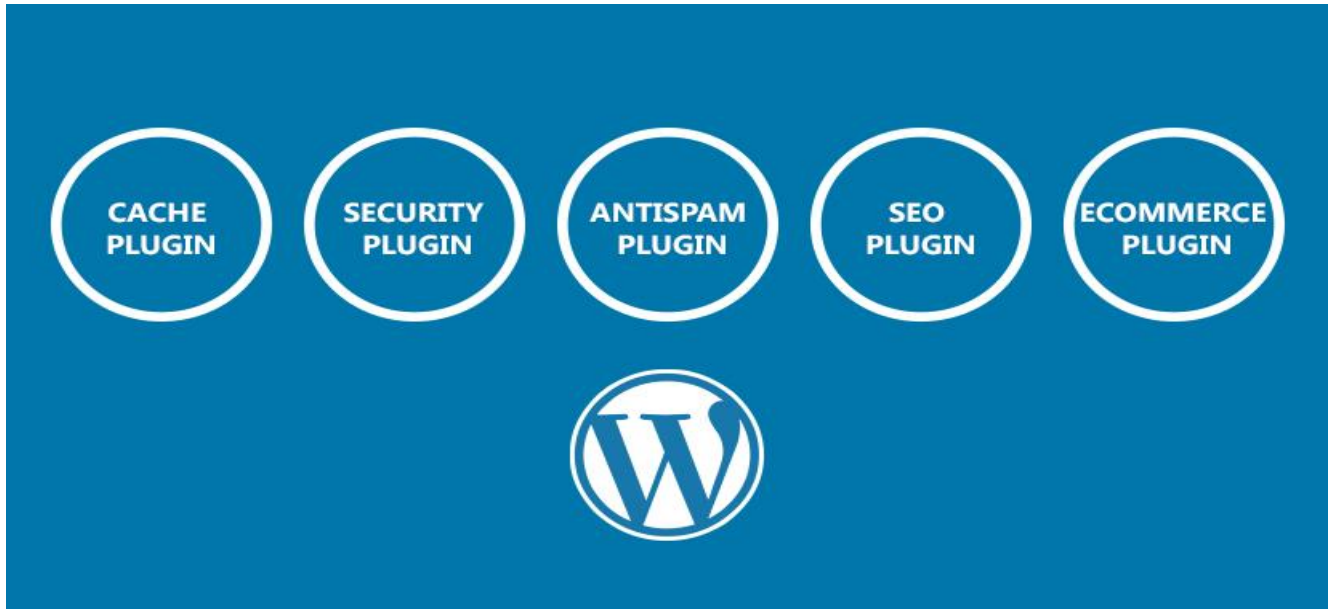 CACHE
PLUGIN
SECURITY
PLUGIN
ANTISPAM
PLUGIN
SEO
PLUGIN
ECOMMERCE
PLUGIN
W